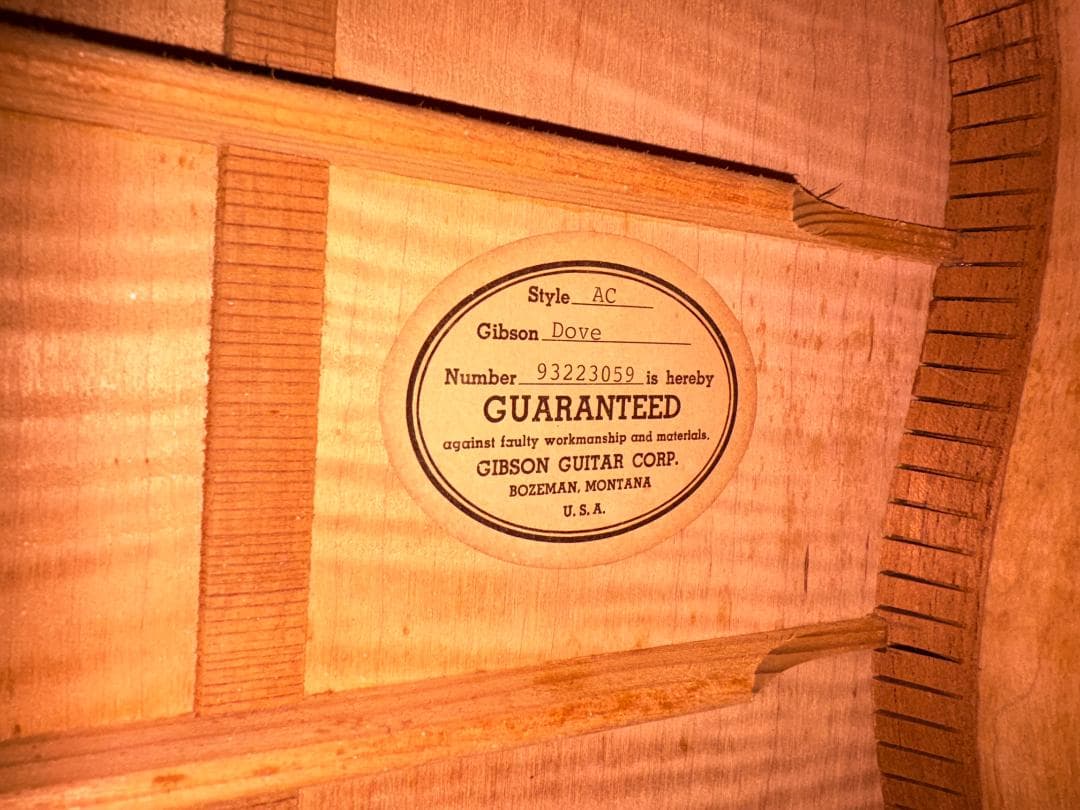 Style AC
Gibson Dove
Number 93223059 is hereby
GUARANTEED
against faulty workmanship and materials.
GIBSON GUITAR CORP.
BOZEMAN, MONTANA
U.S.A.